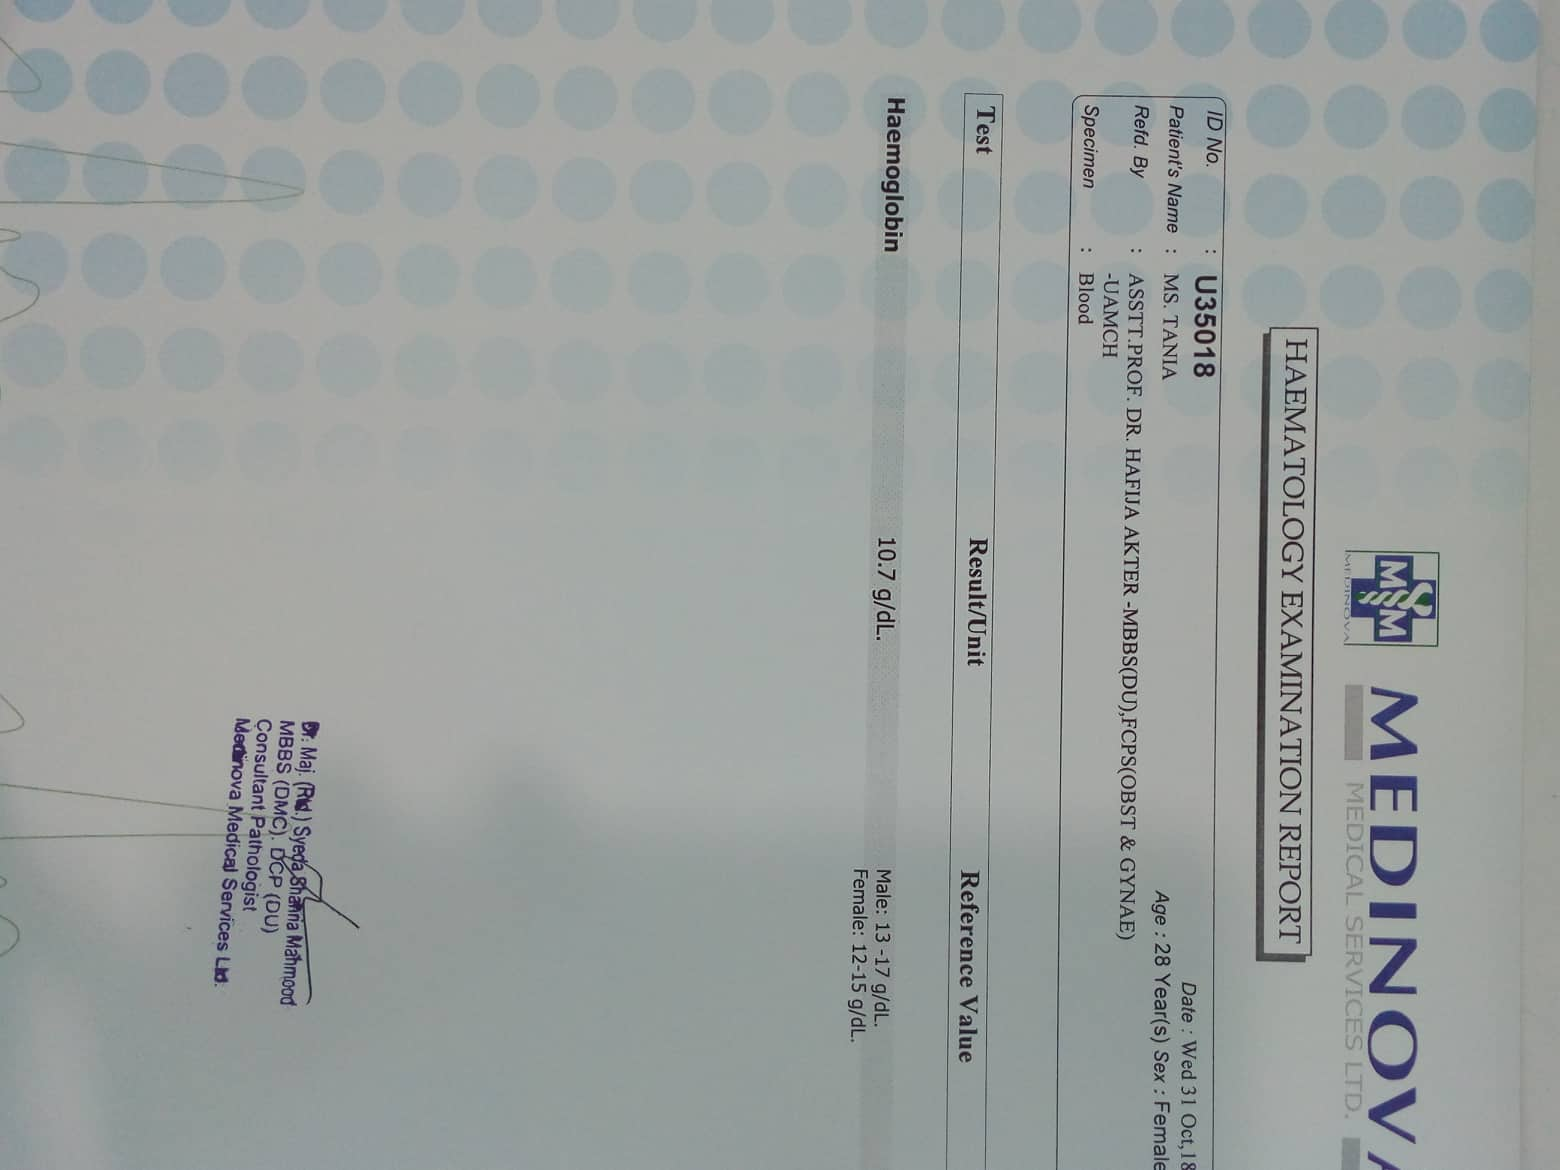 MEDINOVA
MEDICAL SERVICES LTD.
MEDINOVA
HAEMATOLOGY EXAMINATION REPORT
ID No. : U35018 Date : Wed 31 Oct,18
Patient's Name : MS. TANIA Age : 28 Year(s) Sex : Female
Refd. By : ASSTT.PROF. DR. HAFIJA AKTER -MBBS(DU),FCPS(OBST & GYNAE)
-UAMCH
Specimen : Blood
Test Result/Unit Reference Value
Haemoglobin 10.7 g/dL. Male: 13 -17 g/dL.
Female: 12-15 g/dL.
Dr. Maj. (Rtd.) Syeda Mahmood
MBBS (DMC). DCP (DU)
Consultant Pathologist
Medinova Medical Services Ltd.